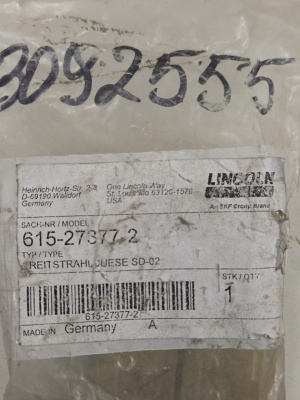 3092555
Heinrich-Hertz-Str. 2-8
D-69190 Walldorf
Germany
One Lincoln Way
St. Louis, Mo 63120-1578
USA
LINCOLN
An SKF Group Brand
SACH-NR / MODEL
615-27377-2
TYP / TYPE
REITSTRAHLDUESE SD-02
STK / QTY
1
615-27377-2
MADE IN Germany A